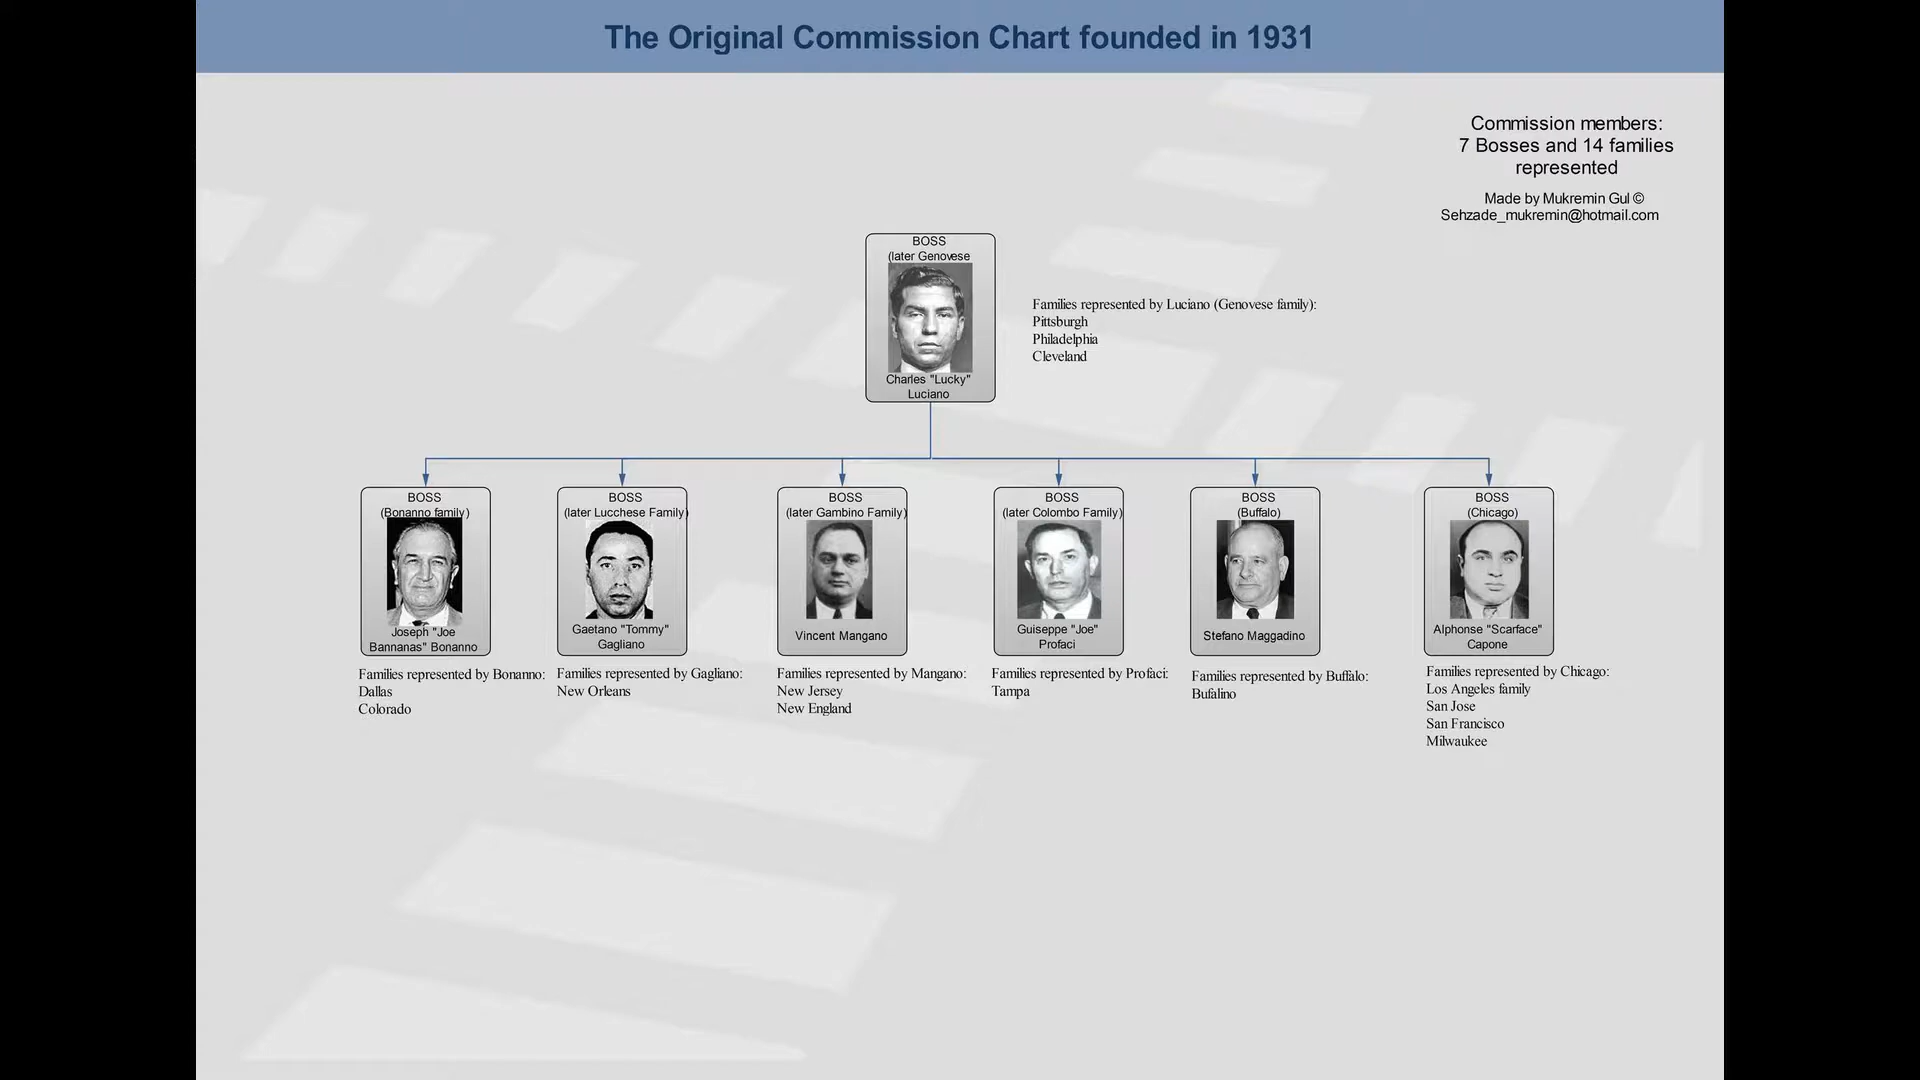 The Original Commission Chart founded in 1931
Commission members:
7 Bosses and 14 families
represented
Made by Mukremin Gul ©
Sehzade_mukremin@hotmail.com
BOSS
(later Genovese
Charles "Lucky"
Luciano
Families represented by Luciano (Genovese family):
Pittsburgh
Philadelphia
Cleveland
BOSS
(Bonanno family)
Joseph "Joe
Bannanas" Bonanno
Families represented by Bonanno:
Dallas
Colorado
BOSS
(later Lucchese Family)
Gaetano "Tommy"
Gagliano
Families represented by Gagliano:
New Orleans
BOSS
(later Gambino Family)
Vincent Mangano
Families represented by Mangano:
New Jersey
New England
BOSS
(later Colombo Family)
Guiseppe "Joe"
Profaci
Families represented by Profaci:
Tampa
BOSS
(Buffalo)
Stefano Maggadino
Families represented by Buffalo:
Bufalino
BOSS
(Chicago)
Alphonse "Scarface"
Capone
Families represented by Chicago:
Los Angeles family
San Jose
San Francisco
Milwaukee